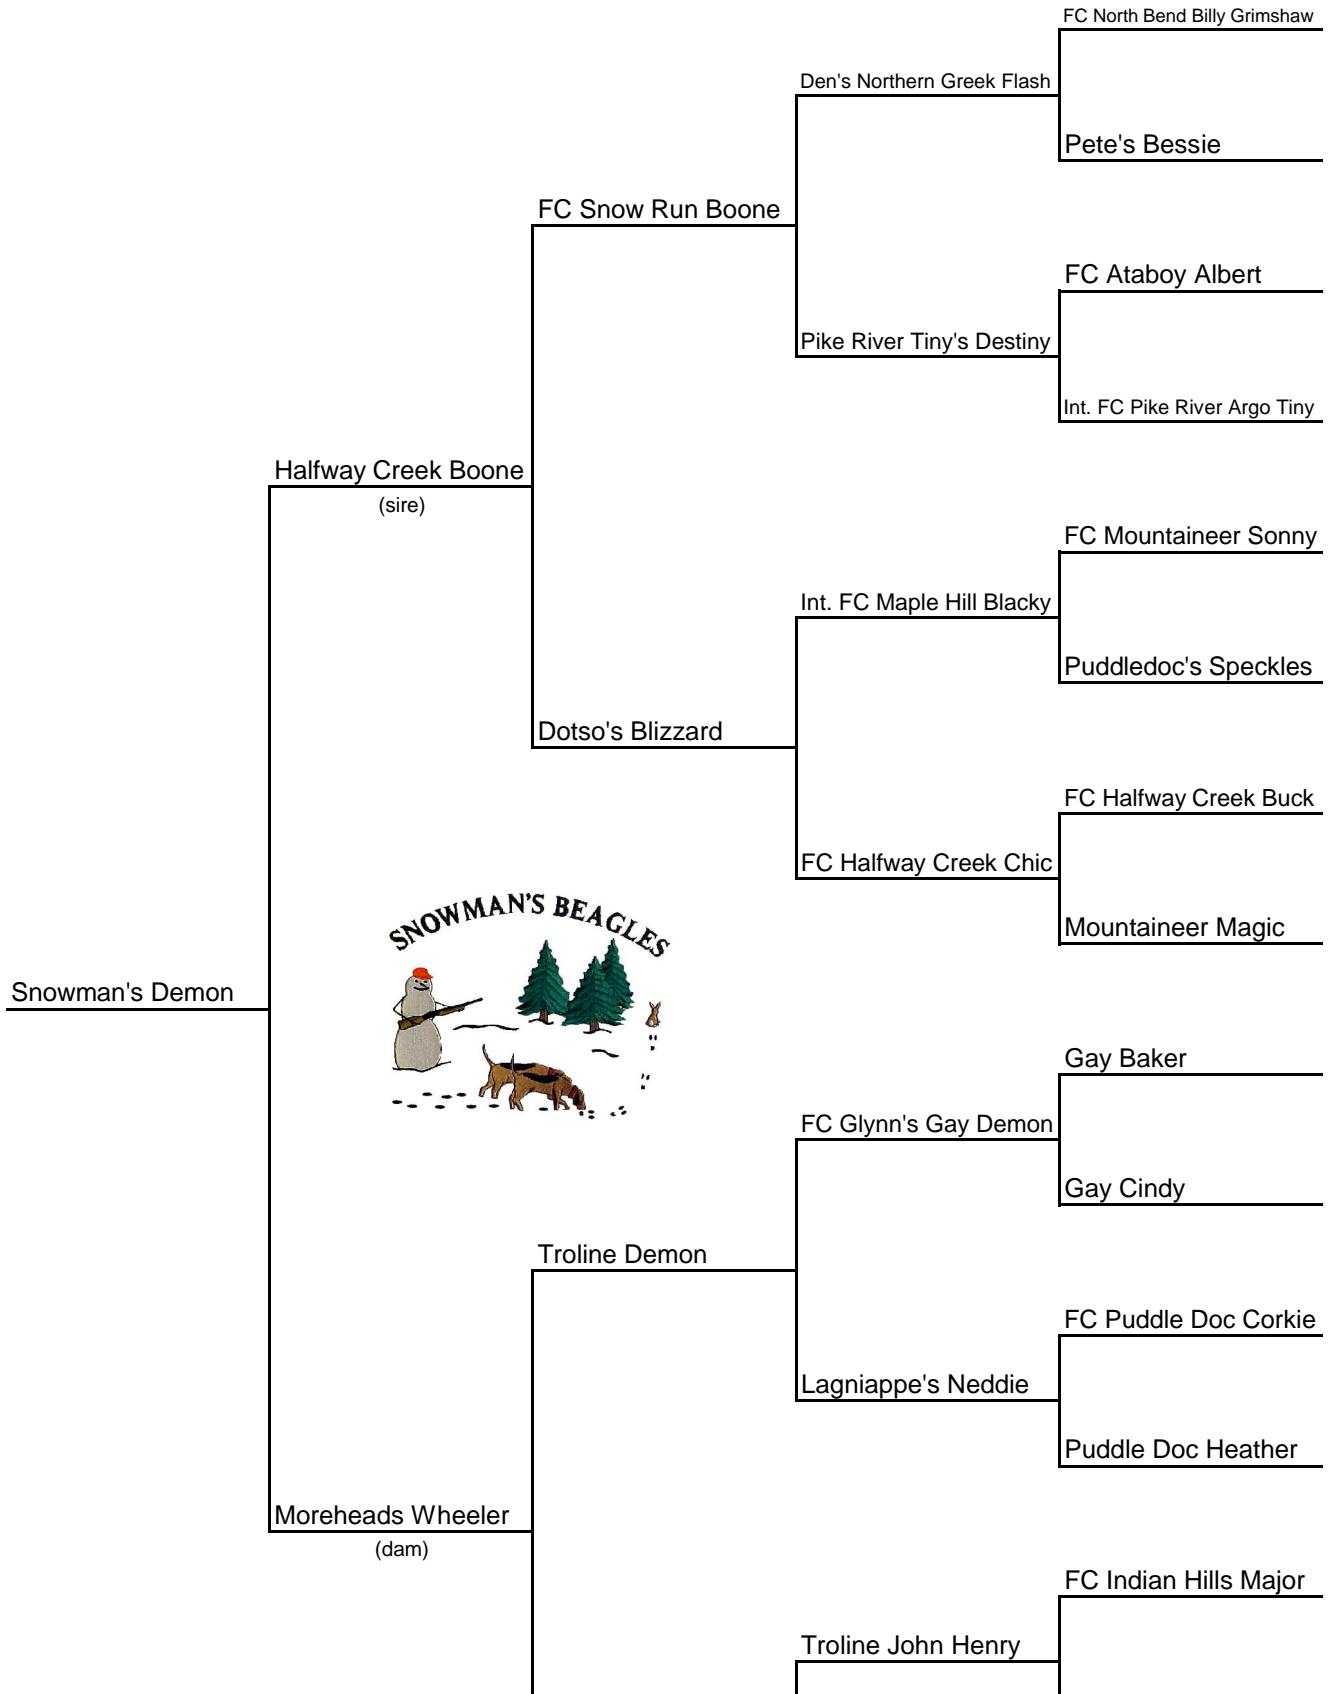 FC North Bend Billy Grimshaw
Den's Northern Greek Flash
Pete's Bessie
FC Snow Run Boone
FC Ataboy Albert
Pike River Tiny's Destiny
Int. FC Pike River Argo Tiny
Halfway Creek Boone
(sire)
FC Mountaineer Sonny
Int. FC Maple Hill Blacky
Puddledoc's Speckles
Dotso's Blizzard
FC Halfway Creek Buck
FC Halfway Creek Chic
Mountaineer Magic
SNOWMAN'S BEAGLES
Snowman's Demon
Gay Baker
FC Glynn's Gay Demon
Gay Cindy
Troline Demon
FC Puddle Doc Corkie
Lagniappe's Neddie
Puddle Doc Heather
Moreheads Wheeler
(dam)
FC Indian Hills Major
Troline John Henry